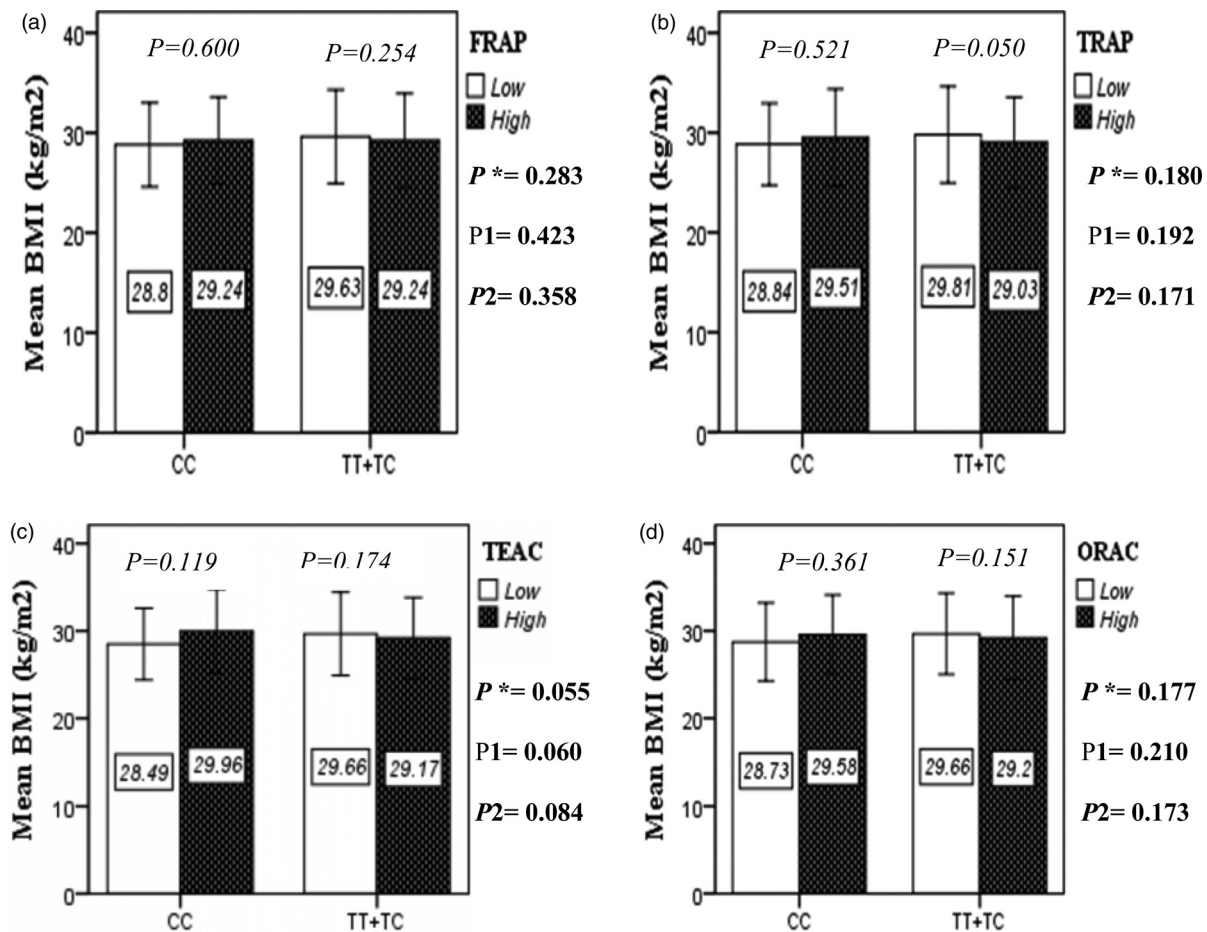 (a)
Mean BMI (kg/m2)
40
30
20
10
0
P=0.600
P=0.254
28.8
29.24
29.63
29.24
CC
TT+TC
FRAP
Low
High
P *= 0.283
P1= 0.423
P2= 0.358
(b)
Mean BMI (kg/m2)
40
30
20
10
0
P=0.521
P=0.050
28.84
29.51
29.81
29.03
CC
TT+TC
TRAP
Low
High
P *= 0.180
P1= 0.192
P2= 0.171
(c)
Mean BMI (kg/m2)
40
30
20
10
0
P=0.119
P=0.174
28.49
29.96
29.66
29.17
CC
TT+TC
TEAC
Low
High
P *= 0.055
P1= 0.060
P2= 0.084
(d)
Mean BMI (kg/m2)
40
30
20
10
0
P=0.361
P=0.151
28.73
29.58
29.66
29.2
CC
TT+TC
ORAC
Low
High
P *= 0.177
P1= 0.210
P2= 0.173